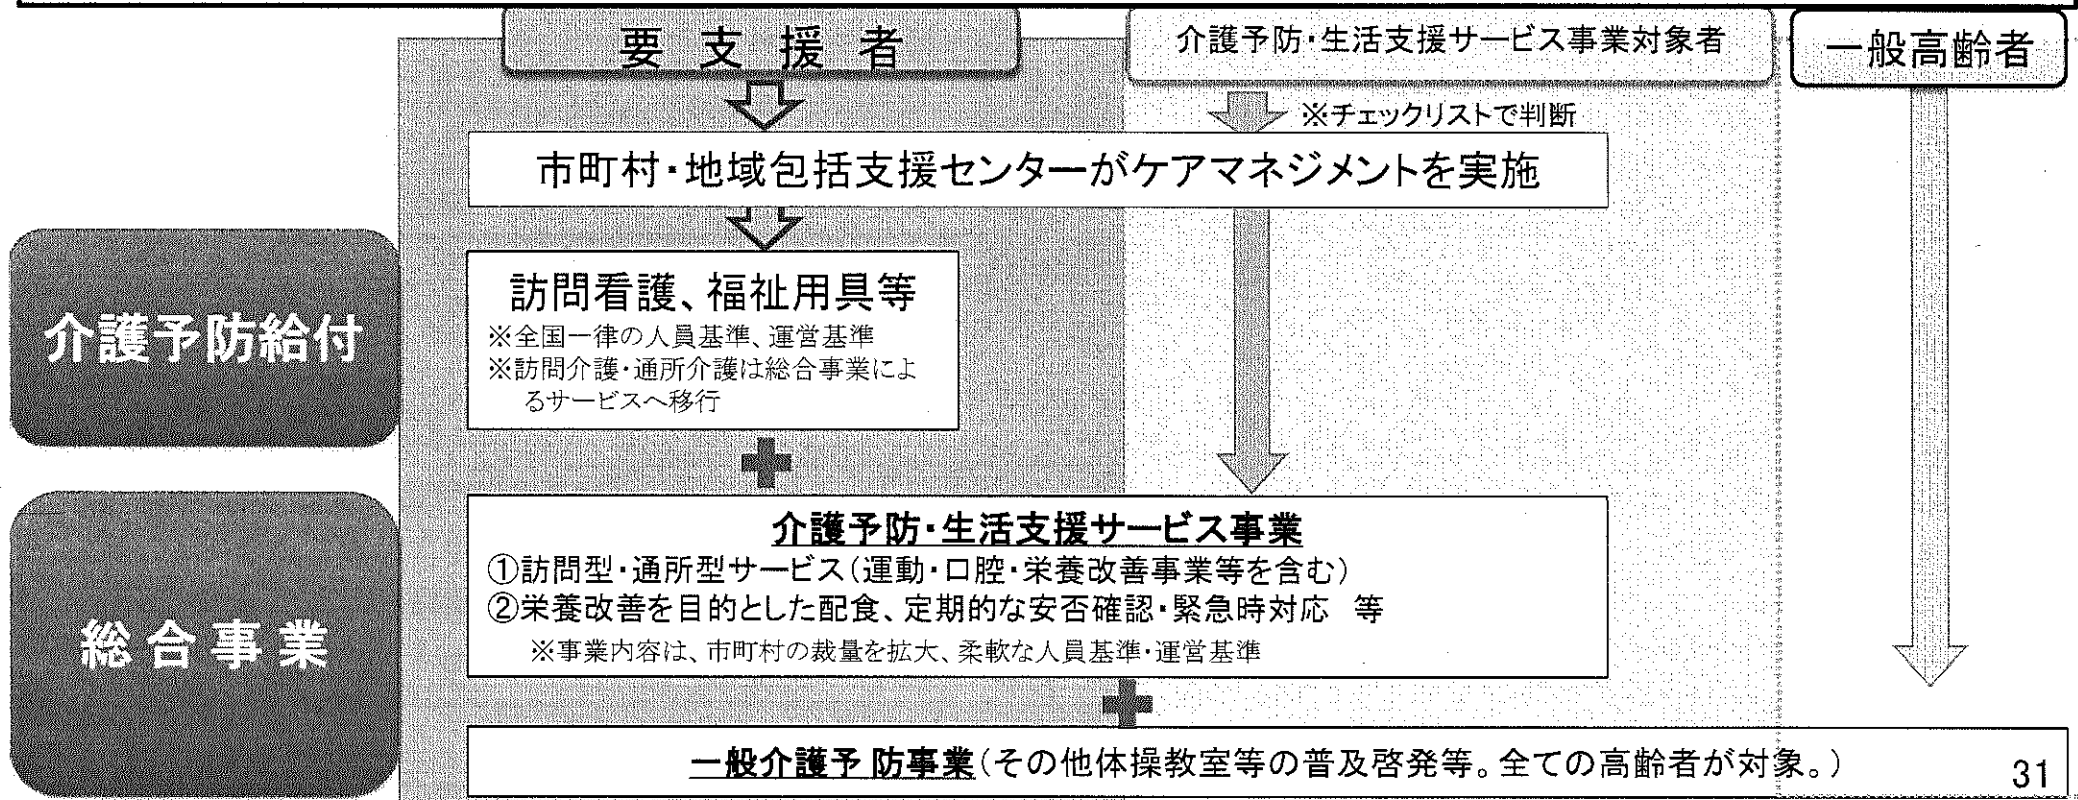 要支援者
介護予防・生活支援サービス事業対象者
一般高齢者
※チェックリストで判断
市町村・地域包括支援センターがケアマネジメントを実施
介護予防給付
訪問看護、福祉用具等
※全国一律の人員基準、運営基準
※訪問介護・通所介護は総合事業によ
るサービスへ移行
総合事業
介護予防・生活支援サービス事業
①訪問型・通所型サービス(運動・口腔・栄養改善事業等を含む)
②栄養改善を目的とした配食、定期的な安否確認・緊急時対応　等
※事業内容は、市町村の裁量を拡大、柔軟な人員基準・運営基準
一般介護予防事業(その他体操教室等の普及啓発等。全ての高齢者が対象。)
31